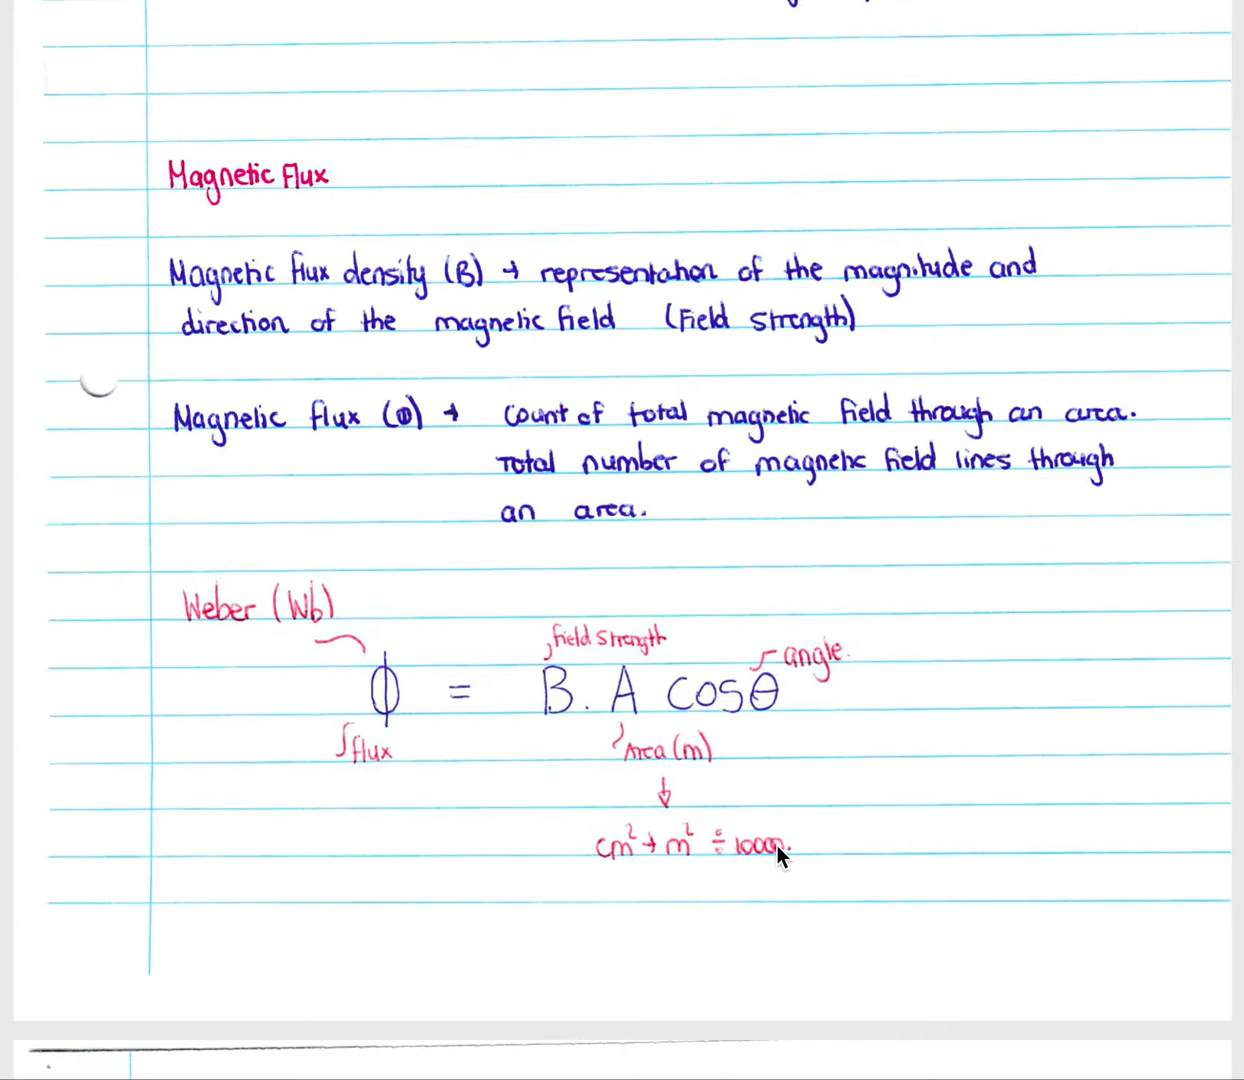 Magnetic flux
Magnetic flux density (B) → representation of the magnitude and
direction of the magnetic field (Field strength)
Magnetic flux (Φ) → Count of total magnetic field through an area.
Total number of magnetic field lines through
an area.
Weber (Wb)
field strength
angle.
ϕ = B . A cosθ
flux
Area (m)
↓
cm² → m² ÷